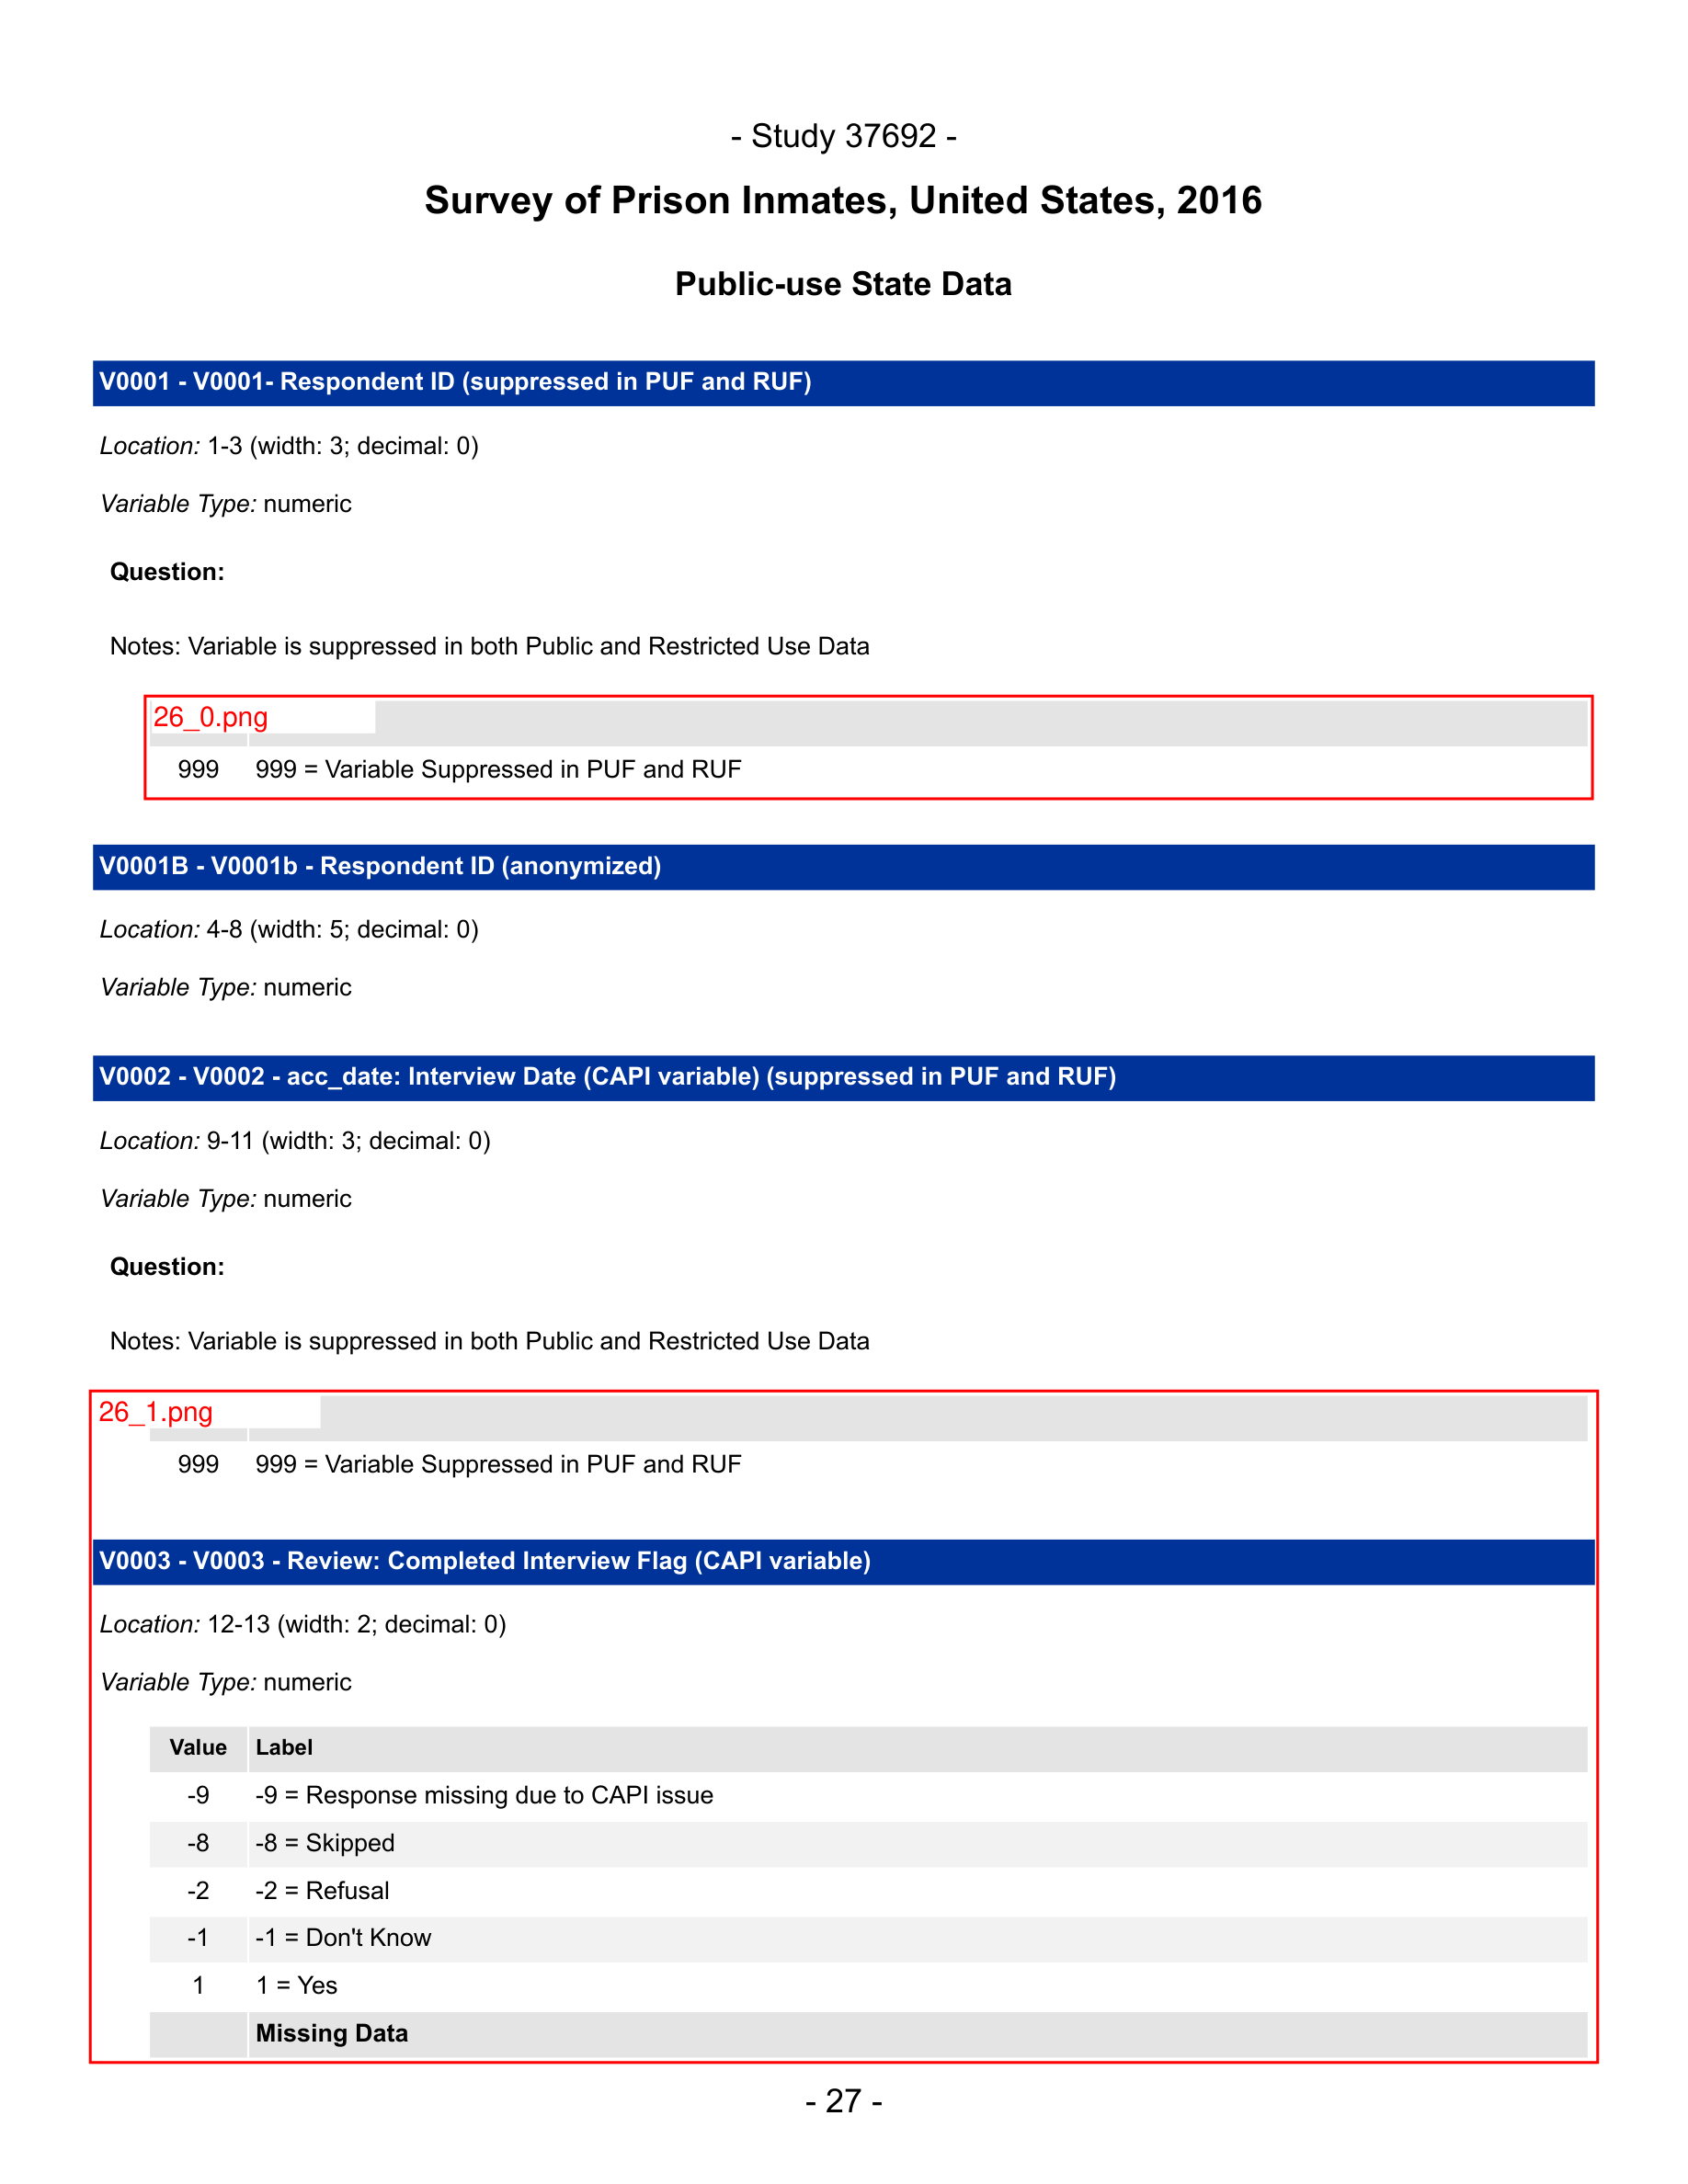 - Study 37692 -
Survey of Prison Inmates, United States, 2016
Public-use State Data
V0001 - V0001- Respondent ID (suppressed in PUF and RUF)
Location: 1-3 (width: 3; decimal: 0)
Variable Type: numeric
Question:
Notes: Variable is suppressed in both Public and Restricted Use Data
26_0.png
999 999 = Variable Suppressed in PUF and RUF
V0001B - V0001b - Respondent ID (anonymized)
Location: 4-8 (width: 5; decimal: 0)
Variable Type: numeric
V0002 - V0002 - acc_date: Interview Date (CAPI variable) (suppressed in PUF and RUF)
Location: 9-11 (width: 3; decimal: 0)
Variable Type: numeric
Question:
Notes: Variable is suppressed in both Public and Restricted Use Data
26_1.png
999 999 = Variable Suppressed in PUF and RUF
V0003 - V0003 - Review: Completed Interview Flag (CAPI variable)
Location: 12-13 (width: 2; decimal: 0)
Variable Type: numeric
Value Label
-9 -9 = Response missing due to CAPI issue
-8 -8 = Skipped
-2 -2 = Refusal
-1 -1 = Don't Know
1 1 = Yes
Missing Data
- 27 -